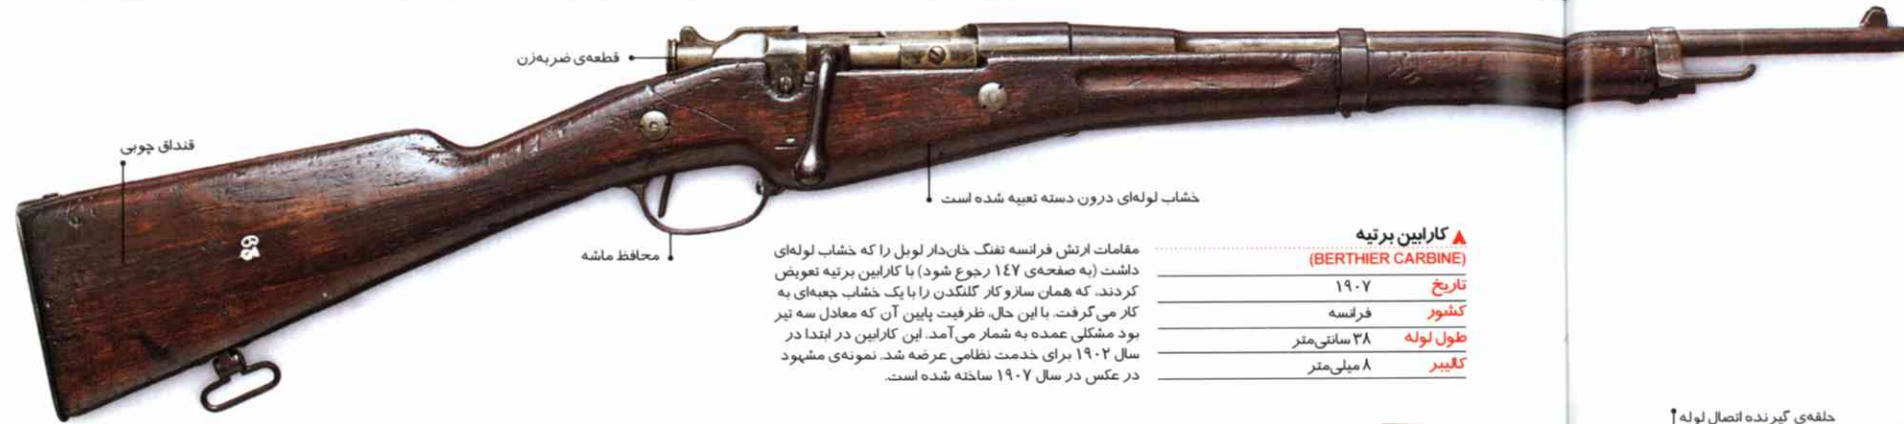 قطعه‌ی ضربه‌زن
قنداق چوبی
خشاب لوله‌ای درون دسته تعبیه شده است
محافظ ماشه
65
▲ کارابین برتیه
(BERTHIER CARBINE)
تاریخ ۱۹۰۷
کشور فرانسه
طول لوله ۳۸ سانتی‌متر
کالیبر ۸ میلی‌متر
مقامات ارتش فرانسه تفنگ خان‌دار لوبل را که خشاب لوله‌ای
داشت (به صفحه‌ی ۱٤۷ رجوع شود) با کارابین برتیه تعویض
کردند، که همان سازوکار گلنگدن را با یک خشاب جعبه‌ای به
کار می‌گرفت. با این حال، ظرفیت پایین آن که معادل سه تیر
بود مشکلی عمده به شمار می‌آمد. این کارابین در ابتدا در
سال ۱۹۰۲ برای خدمت نظامی عرضه شد. نمونه‌ی مشهود
در عکس در سال ۱۹۰۷ ساخته شده است.
حلقه‌ی گیرنده اتصال لوله